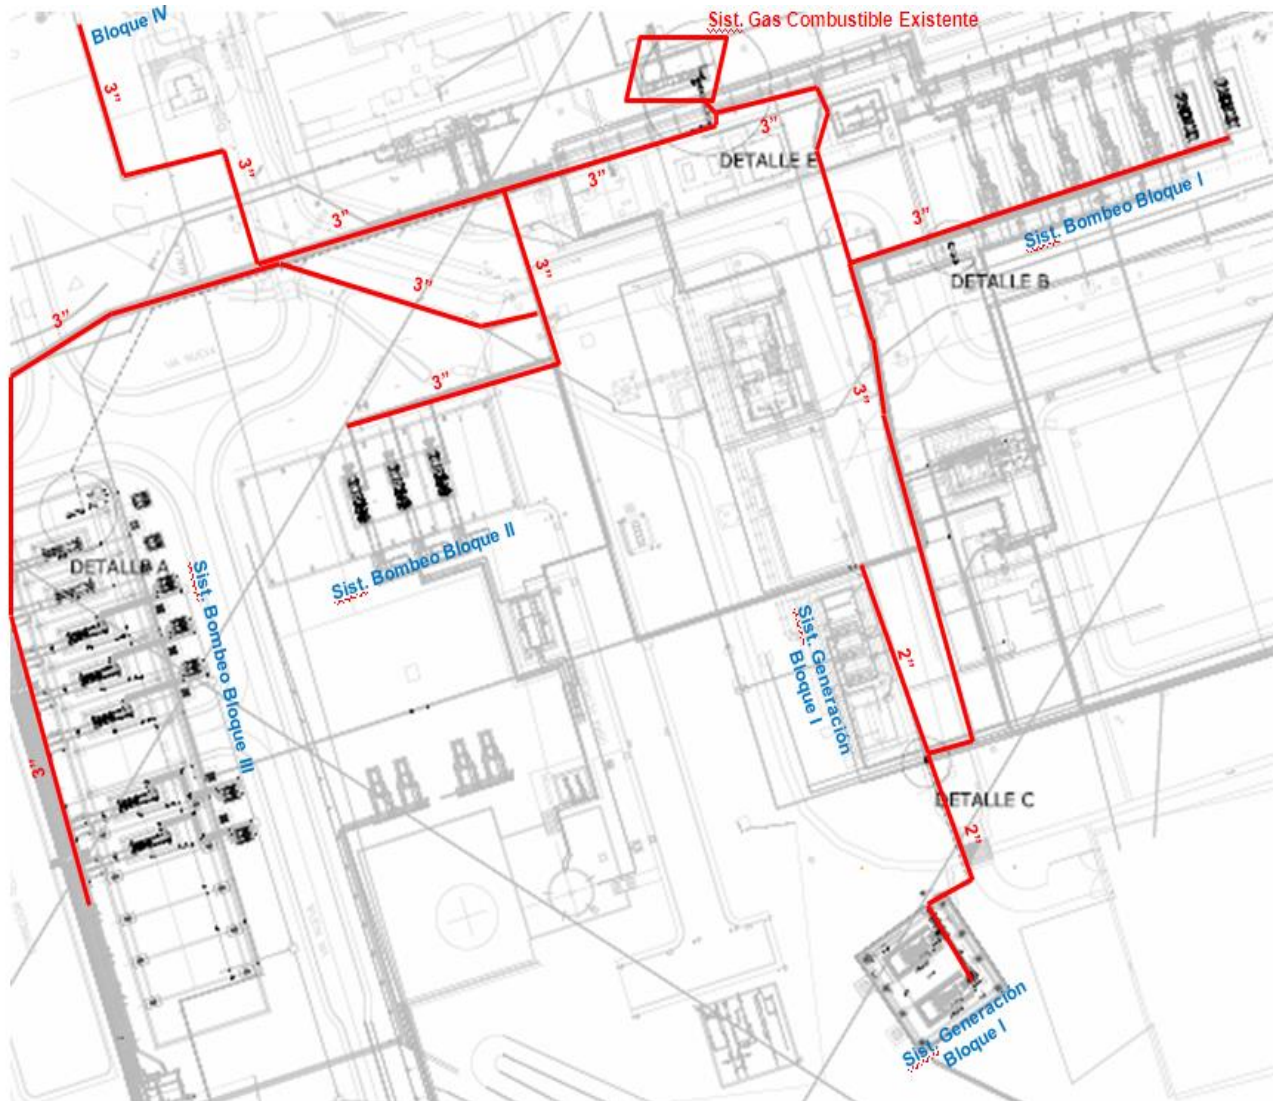 Bloque IV
Sist. Gas Combustible Existente
3”
3”
3”
DETALLE E
3”
3”
3”
Sist. Bombeo Bloque I
3”
3”
DETALLE B
3”
VIA NUEVA
3”
3”
Sist. Bombeo Bloque II
DETALLE A
Sist. Bombeo Bloque III
Sist. Generación
Bloque I
2”
3”
DETALLE C
2”
Sist. Generación
Bloque I